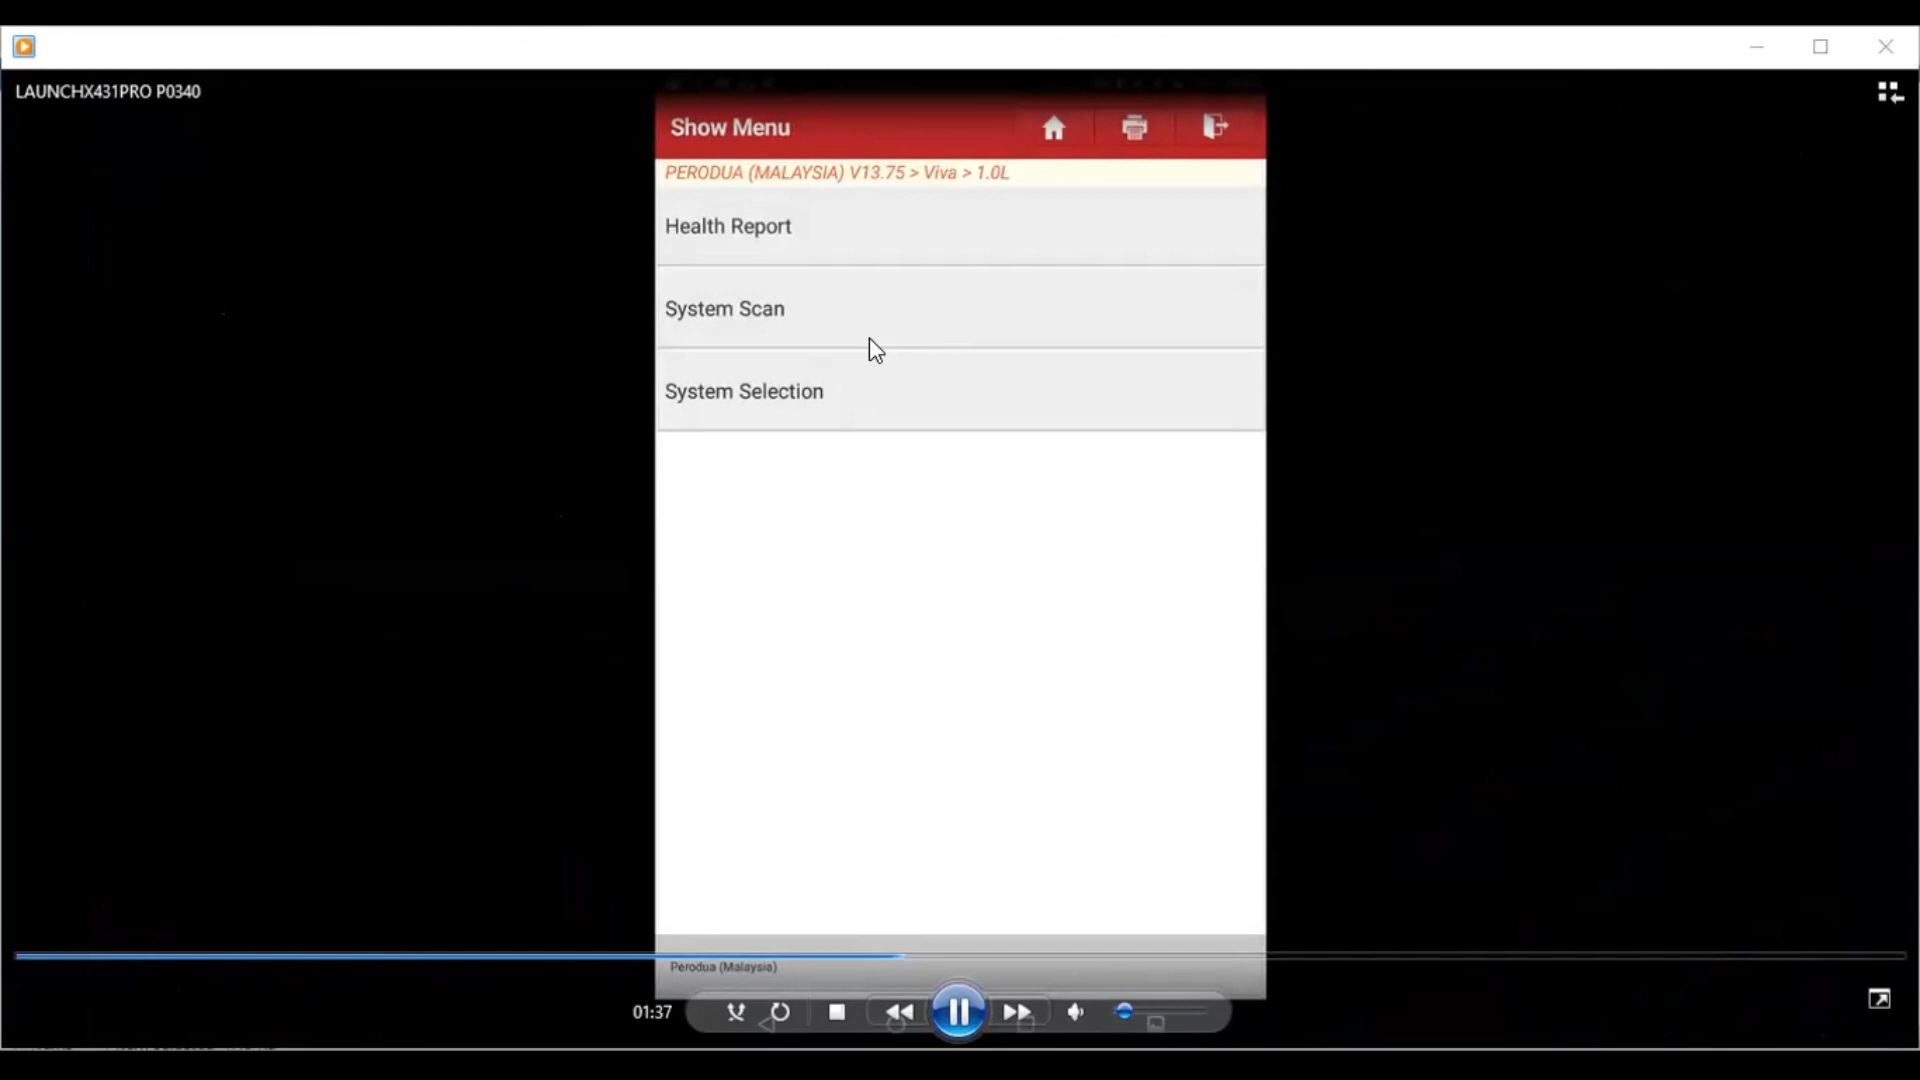 LAUNCHX431PRO P0340
Show Menu
PERODUA (MALAYSIA) V13.75 > Viva > 1.0L
Health Report
System Scan
System Selection
Perodua (Malaysia)
01:37